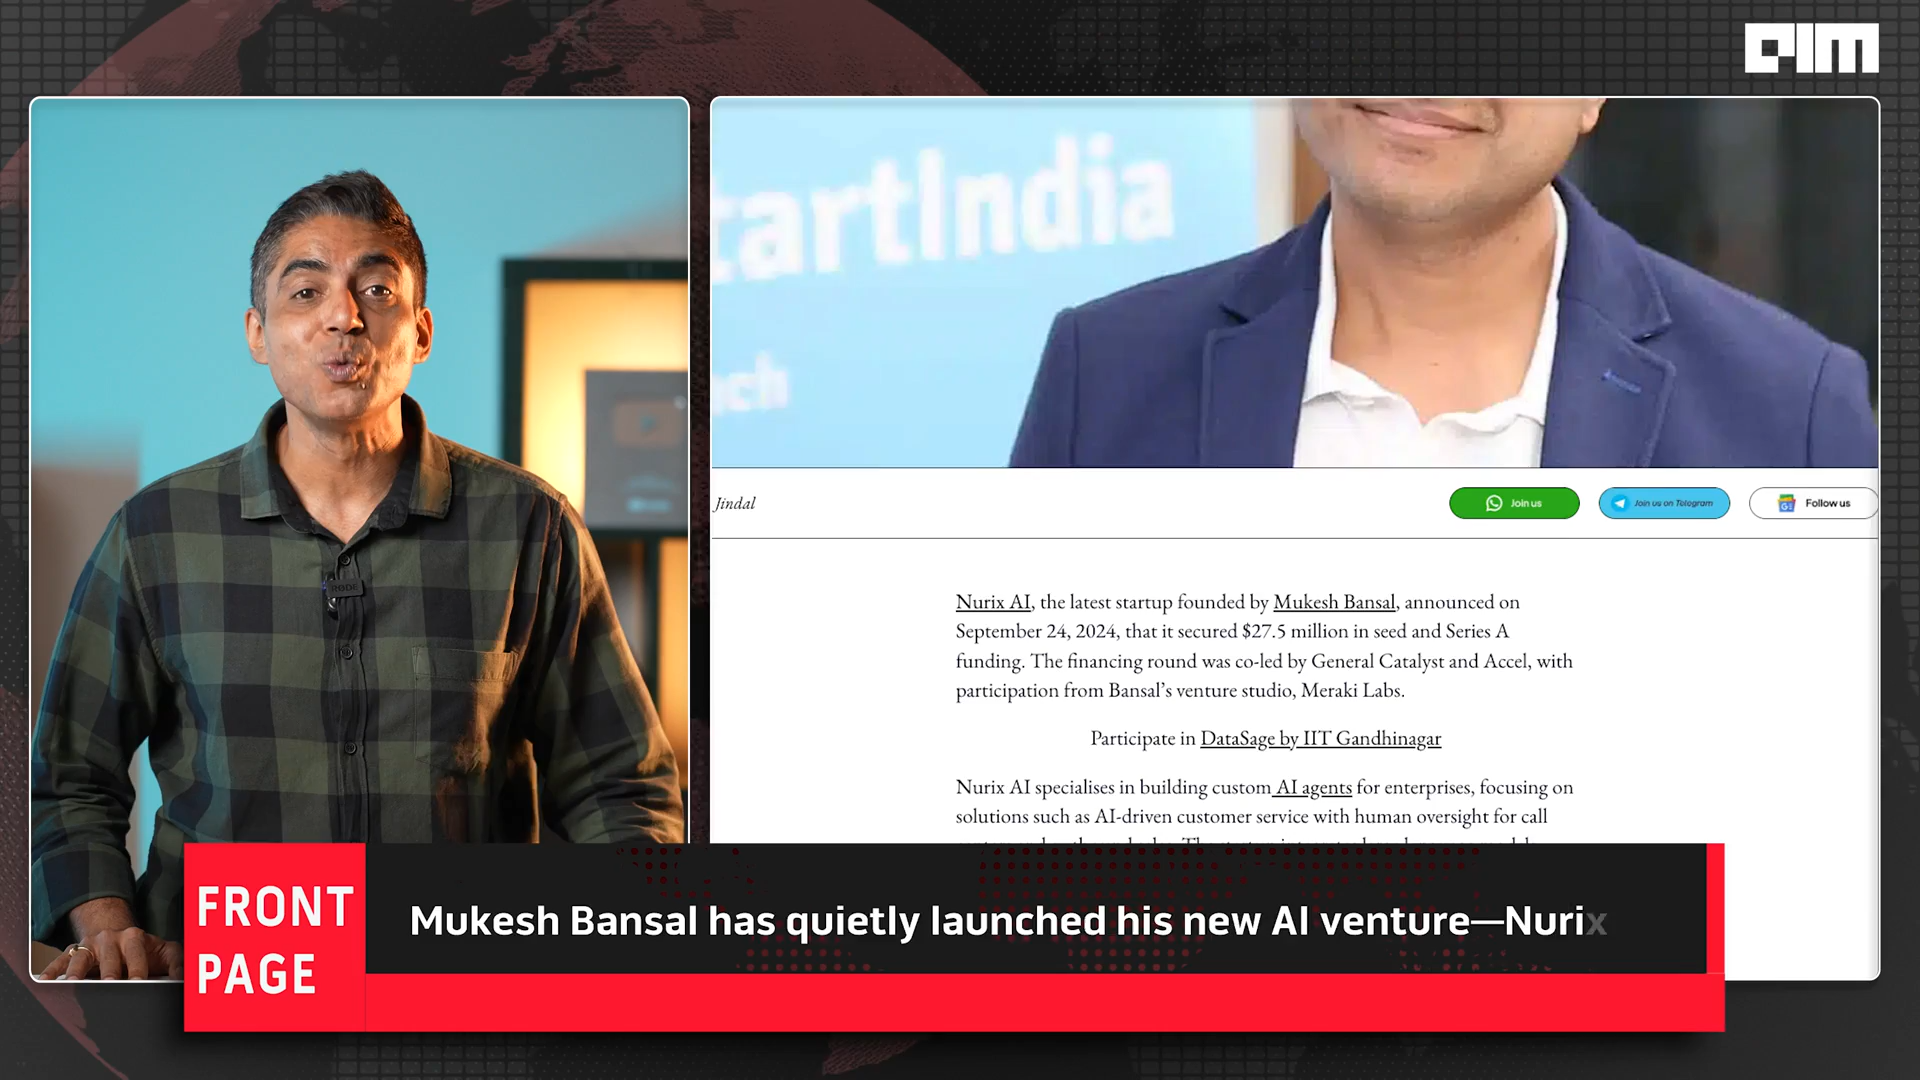 aim
tartIndia
ch
Jindal
Join us
Join us on Telegram
Follow us
RODE
Nurix AI, the latest startup founded by Mukesh Bansal, announced on
September 24, 2024, that it secured $27.5 million in seed and Series A
funding. The financing round was co-led by General Catalyst and Accel, with
participation from Bansal’s venture studio, Meraki Labs.
Participate in DataSage by IIT Gandhinagar
Nurix AI specialises in building custom AI agents for enterprises, focusing on
solutions such as AI-driven customer service with human oversight for call
FRONT
PAGE
Mukesh Bansal has quietly launched his new AI venture—Nurix